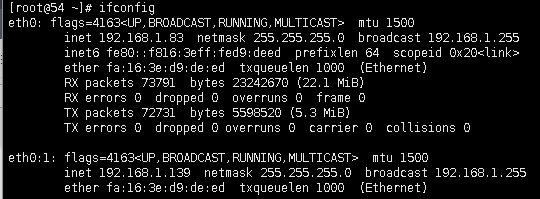 [root@54 ~]# ifconfig
eth0: flags=4163<UP,BROADCAST,RUNNING,MULTICAST>  mtu 1500
        inet 192.168.1.83  netmask 255.255.255.0  broadcast 192.168.1.255
        inet6 fe80::f816:3eff:fed9:deed  prefixlen 64  scopeid 0x20<link>
        ether fa:16:3e:d9:de:ed  txqueuelen 1000  (Ethernet)
        RX packets 73791  bytes 23242670 (22.1 MiB)
        RX errors 0  dropped 0  overruns 0  frame 0
        TX packets 72731  bytes 5598520 (5.3 MiB)
        TX errors 0  dropped 0 overruns 0  carrier 0  collisions 0

eth0:1: flags=4163<UP,BROADCAST,RUNNING,MULTICAST>  mtu 1500
        inet 192.168.1.139  netmask 255.255.255.0  broadcast 192.168.1.255
        ether fa:16:3e:d9:de:ed  txqueuelen 1000  (Ethernet)